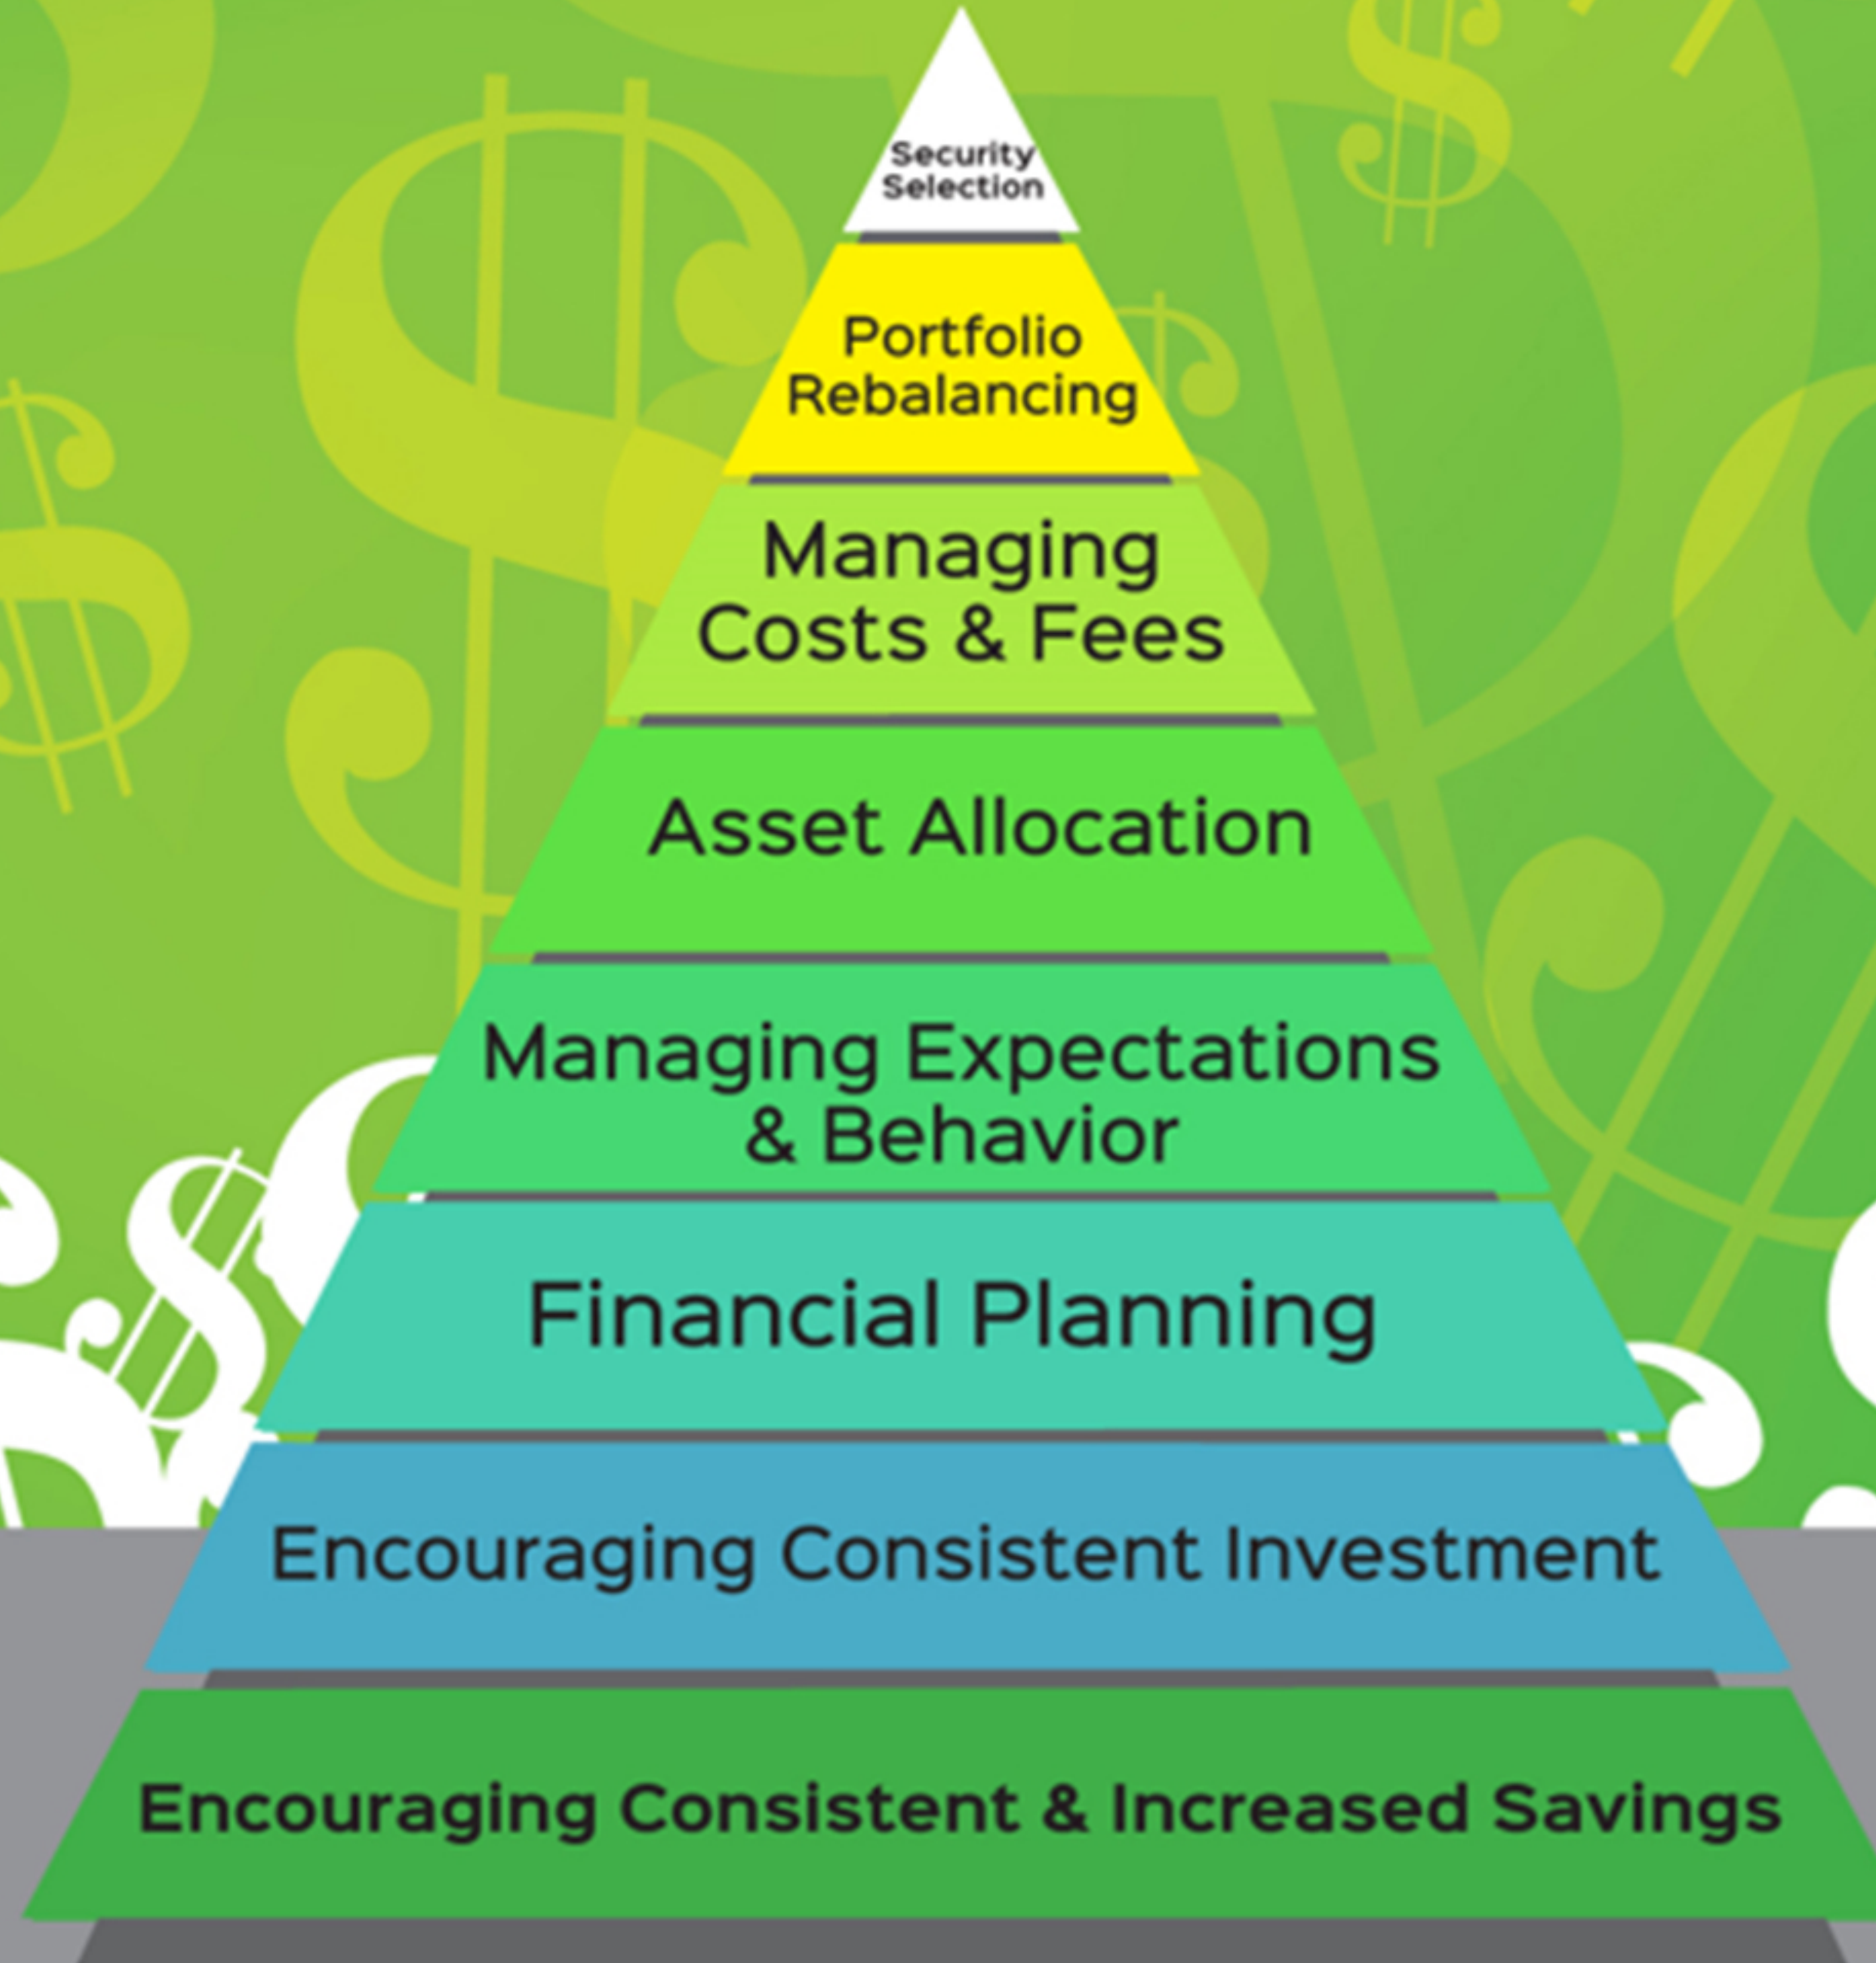 Security
Selection
Portfolio
Rebalancing
Managing
Costs & Fees
Asset Allocation
Managing Expectations
& Behavior
Financial Planning
Encouraging Consistent Investment
Encouraging Consistent & Increased Savings